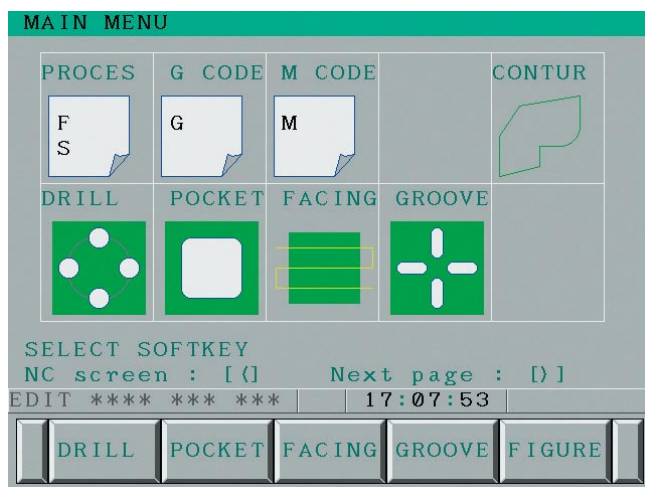 MAIN MENU
PROCES G CODE M CODE CONTUR
F
S
G
M
DRILL POCKET FACING GROOVE
SELECT SOFTKEY
NC screen : [⟨] Next page : [⟩]
EDIT **** *** *** 17:07:53
DRILL POCKET FACING GROOVE FIGURE